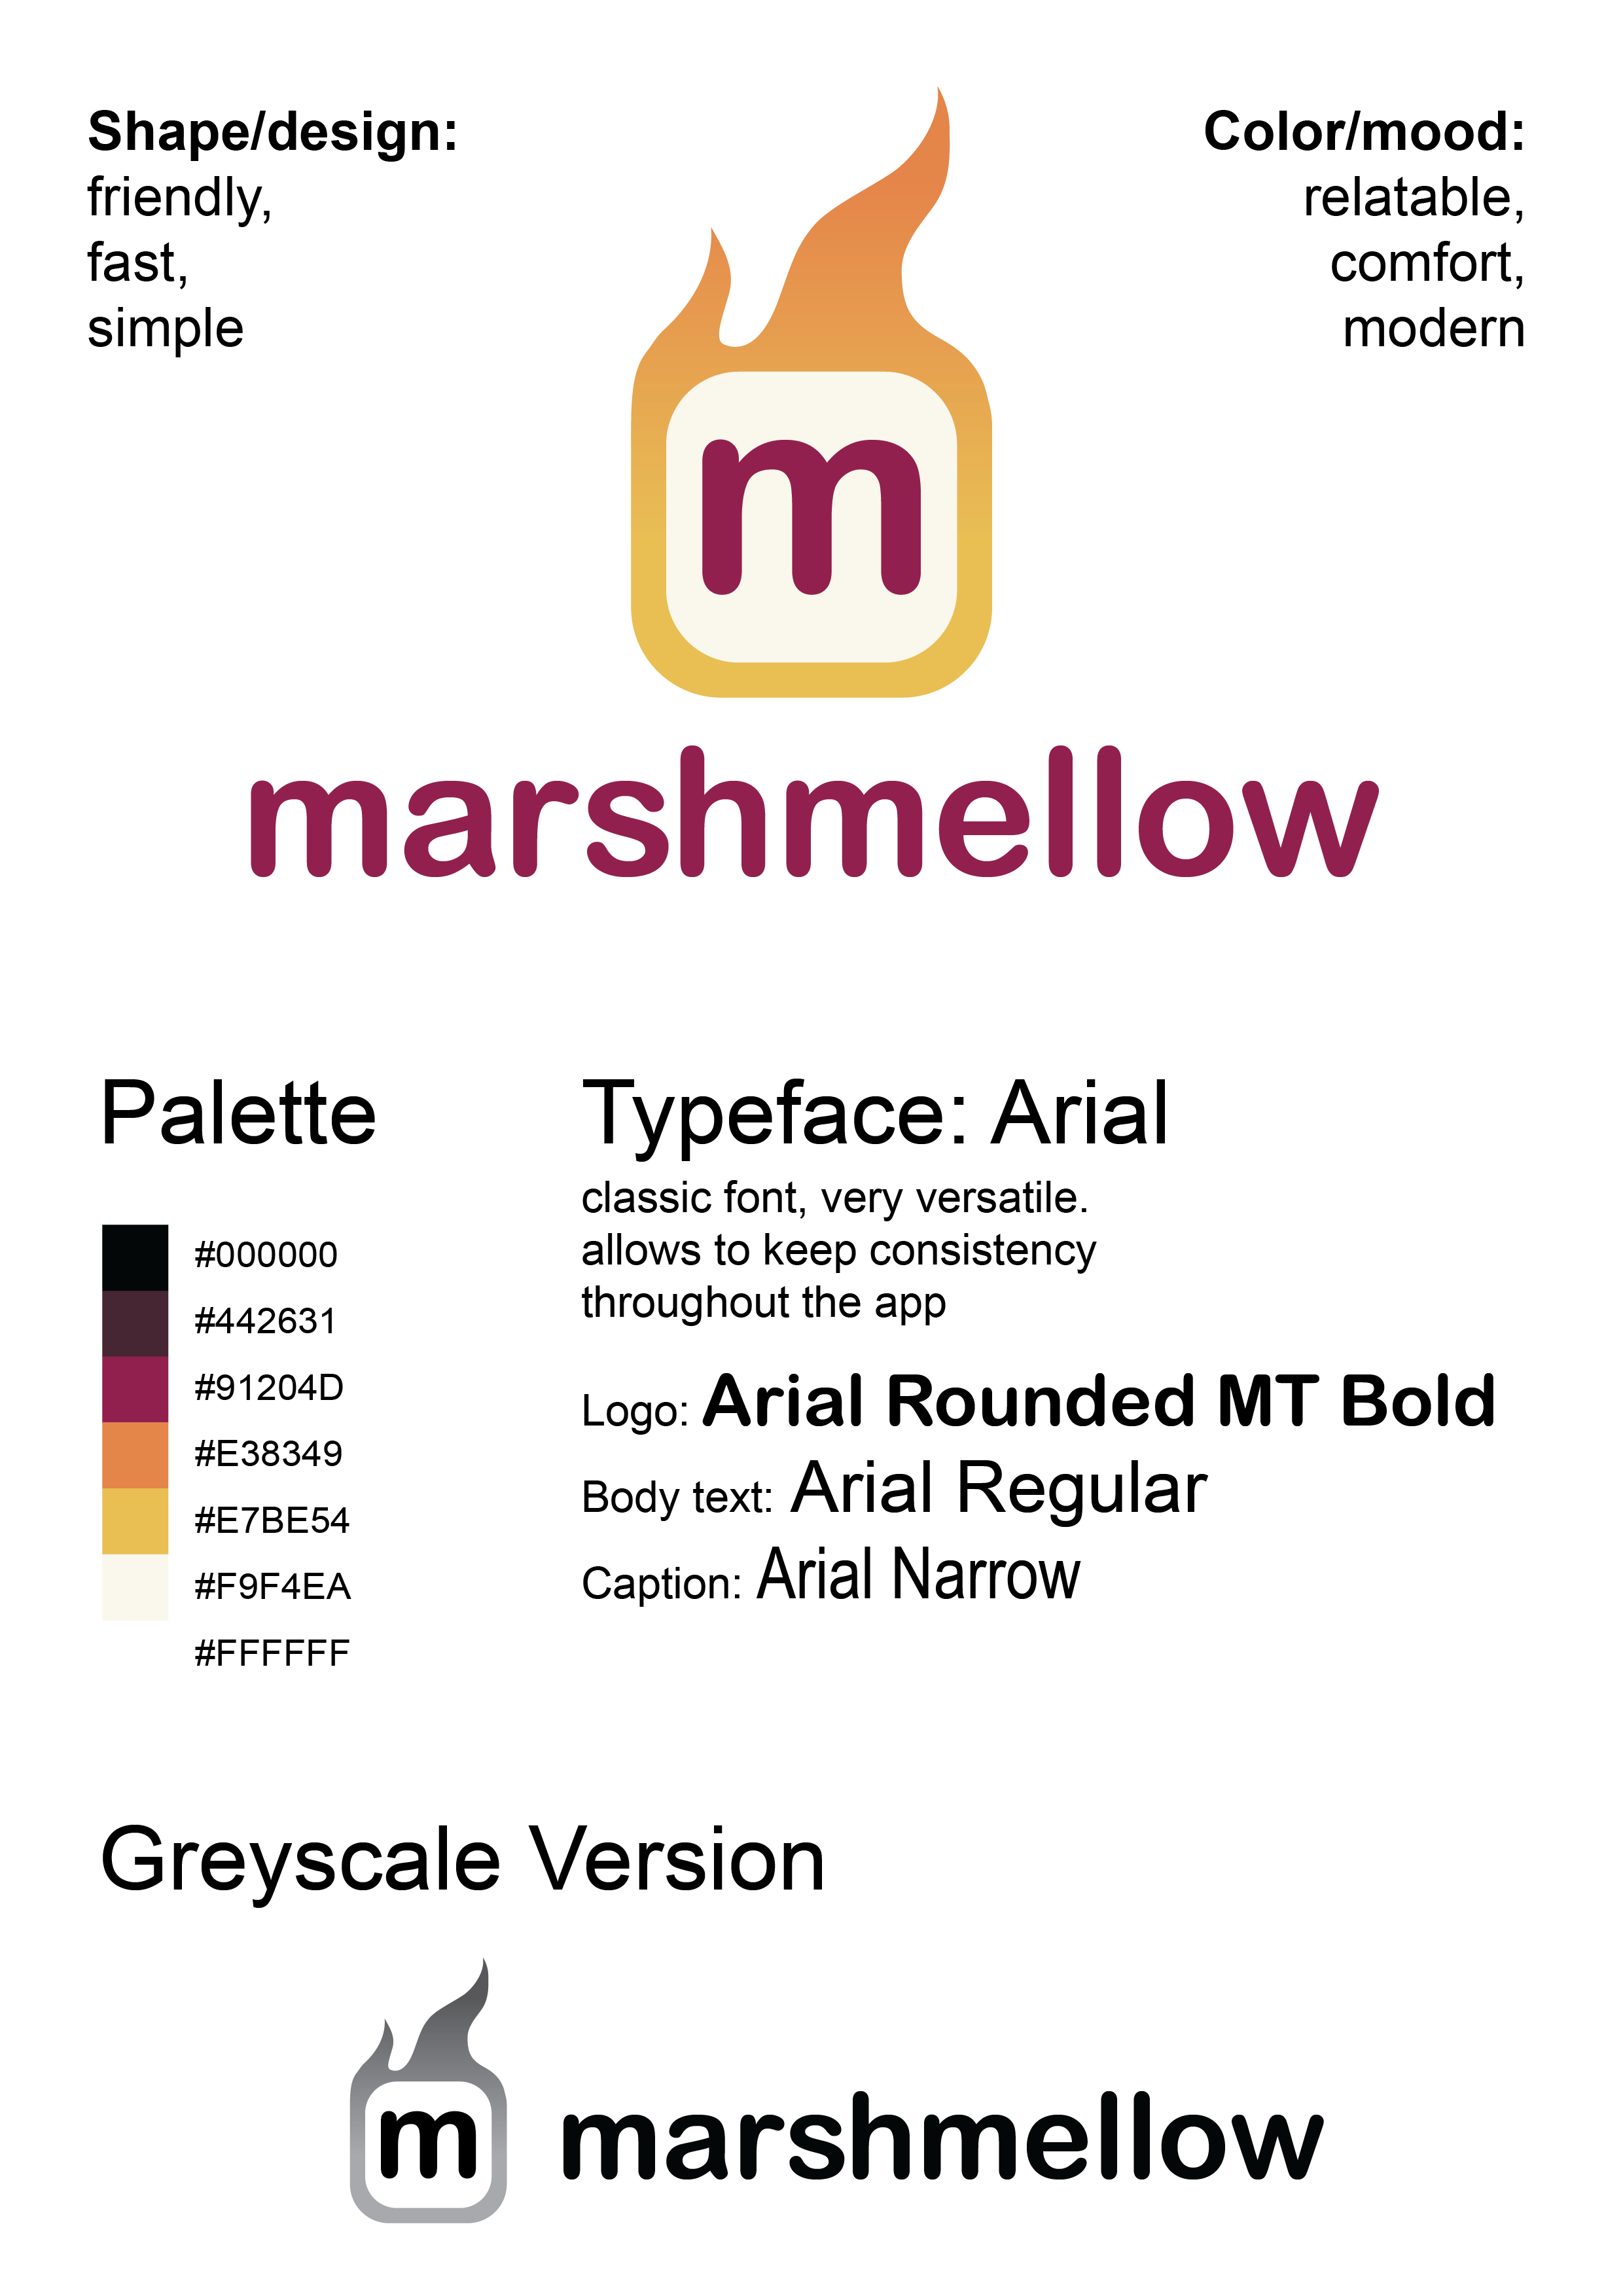 Shape/design:
friendly,
fast,
simple
Color/mood:
relatable,
comfort,
modern
m
marshmellow
Palette
#000000
#442631
#91204D
#E38349
#E7BE54
#F9F4EA
#FFFFFF
Typeface: Arial
classic font, very versatile.
allows to keep consistency
throughout the app
Logo: Arial Rounded MT Bold
Body text: Arial Regular
Caption: Arial Narrow
Greyscale Version
m
marshmellow